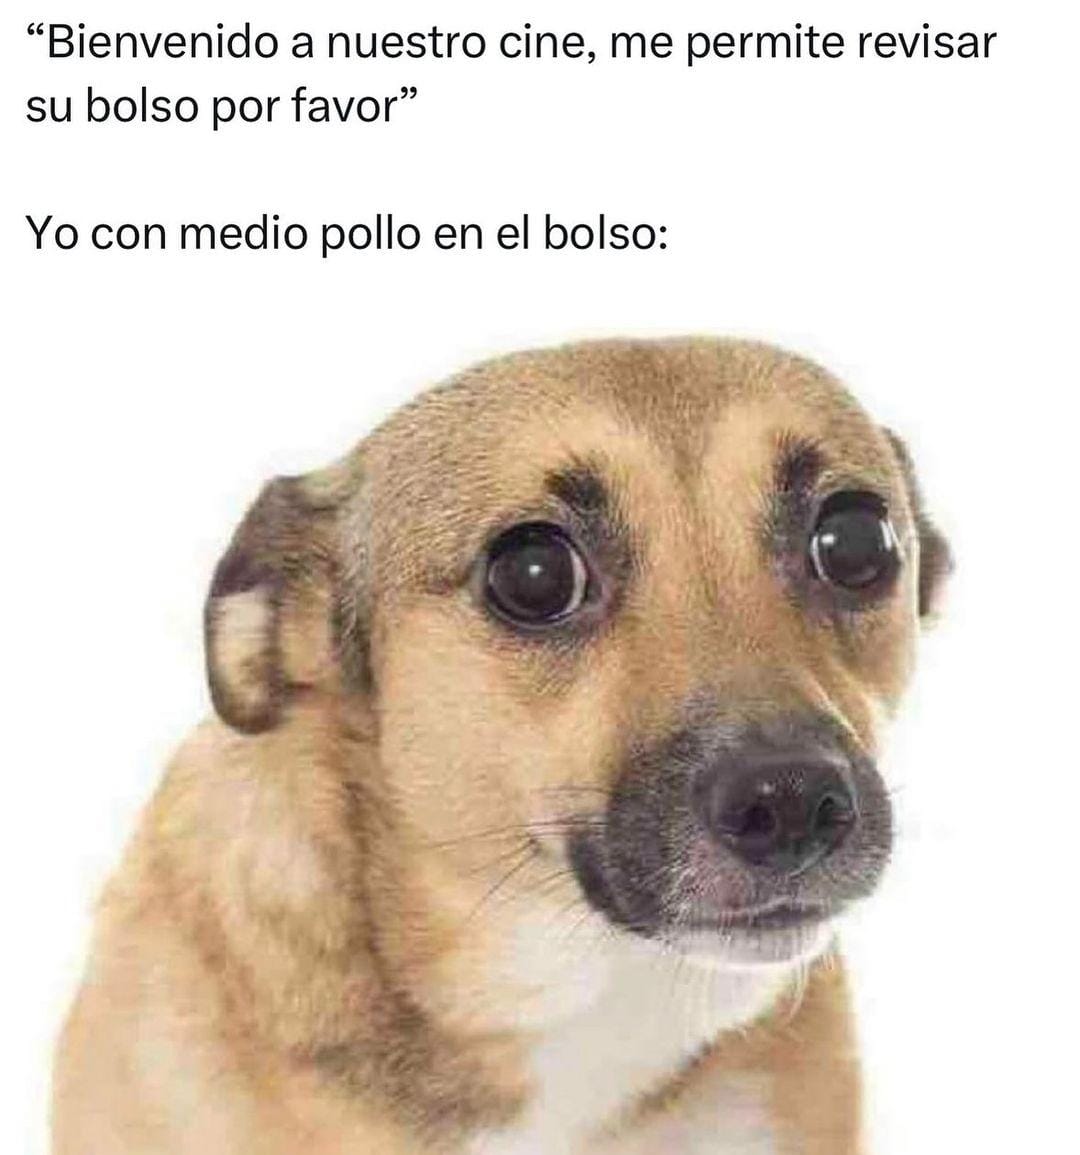 “Bienvenido a nuestro cine, me permite revisar
su bolso por favor”
Yo con medio pollo en el bolso: